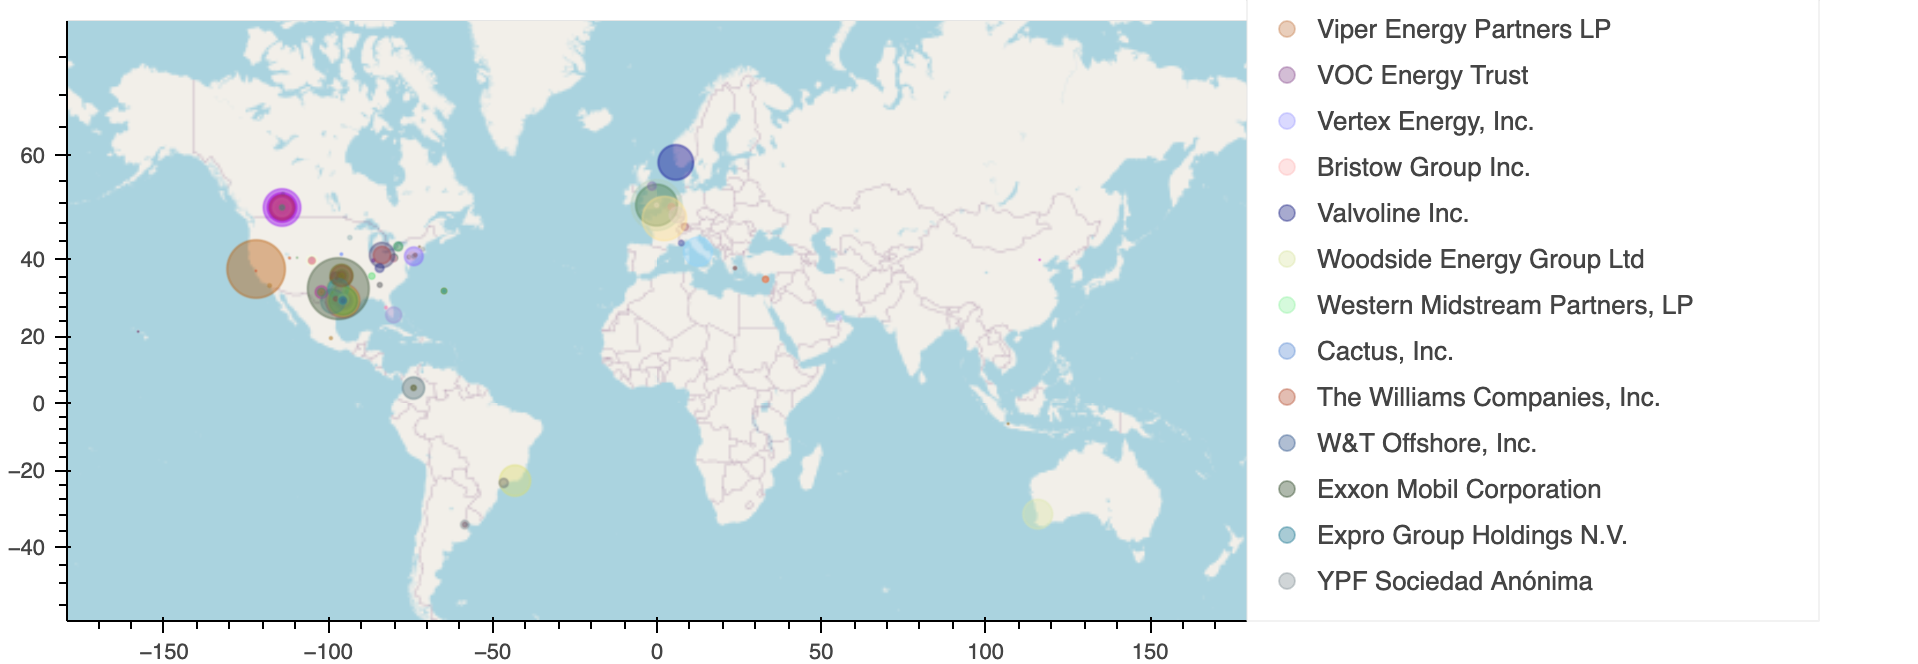 Viper Energy Partners LP
VOC Energy Trust
Vertex Energy, Inc.
Bristow Group Inc.
Valvoline Inc.
Woodside Energy Group Ltd
Western Midstream Partners, LP
Cactus, Inc.
The Williams Companies, Inc.
W&T Offshore, Inc.
Exxon Mobil Corporation
Expro Group Holdings N.V.
YPF Sociedad Anónima
60
40
20
0
−20
−40
−150
−100
−50
0
50
100
150